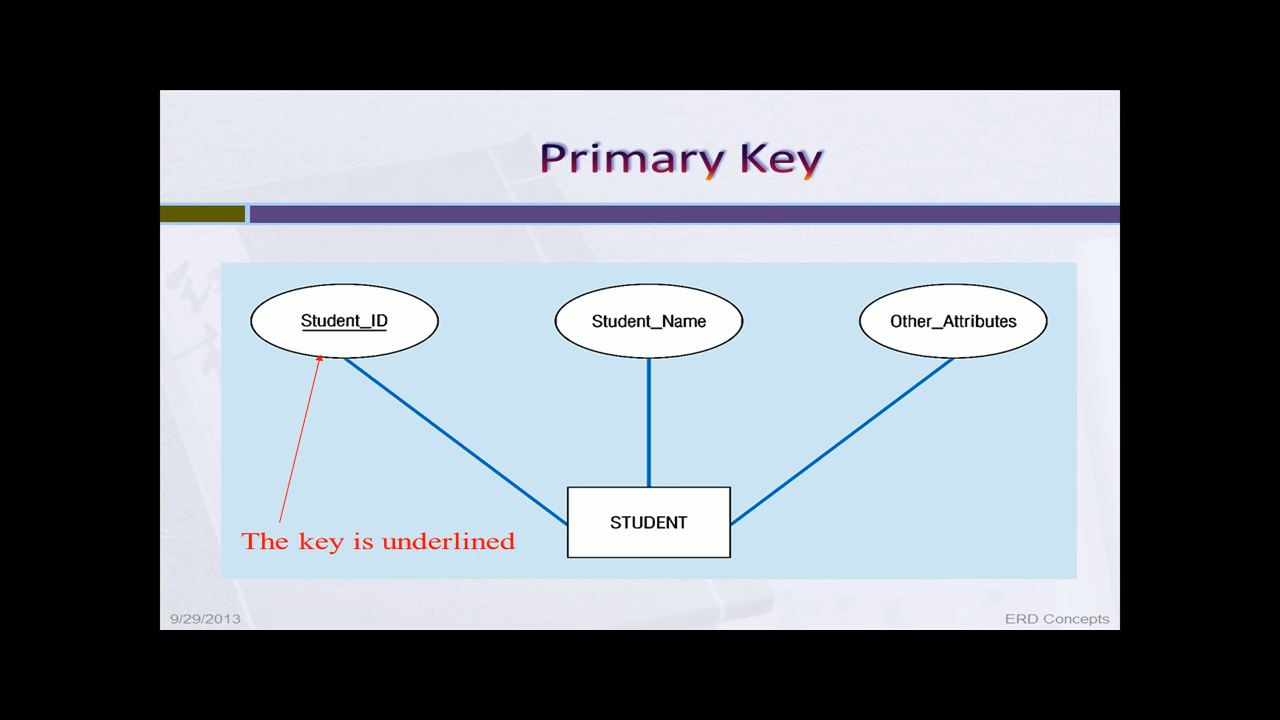 Primary Key
Student_ID
Student_Name
Other_Attributes
STUDENT
The key is underlined
9/29/2013
ERD Concepts